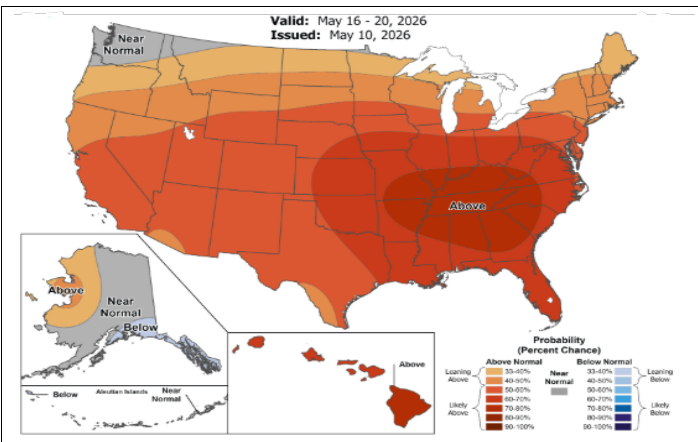 Valid: May 16 - 20, 2026
Issued: May 10, 2026
Near
Normal
Above
Above
Near
Normal
Below
Below
Aleutian Islands
Near
Normal
Above
Probability
(Percent Chance)
Above Normal
Below Normal
Leaning
Above
33-40%
40-50%
Near
Normal
33-40%
40-50%
Leaning
Below
Likely
Above
50-60%
60-70%
70-80%
80-90%
90-100%
50-60%
60-70%
70-80%
80-90%
90-100%
Likely
Below